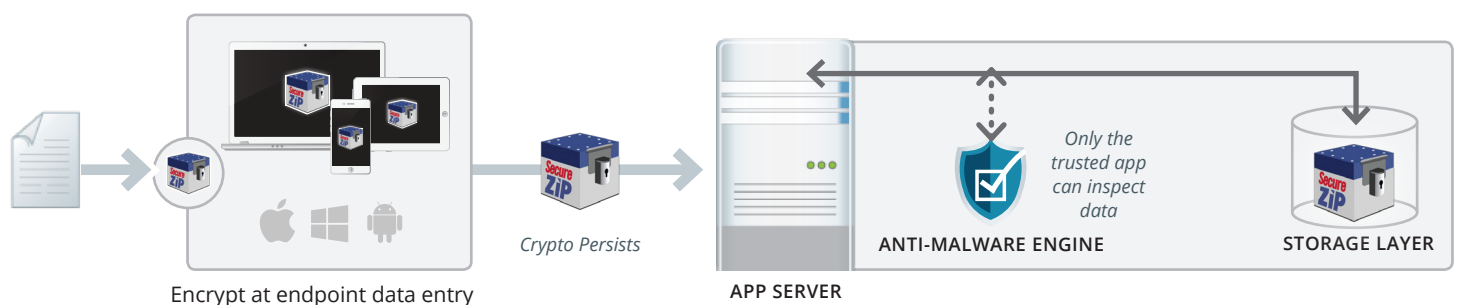 Secure
ZIP
Secure
ZIP
Secure
ZIP
Secure
ZIP
Encrypt at endpoint data entry
Secure
ZIP
Crypto Persists
APP SERVER
Only the
trusted app
can inspect
data
ANTI-MALWARE ENGINE
Secure
ZIP
STORAGE LAYER